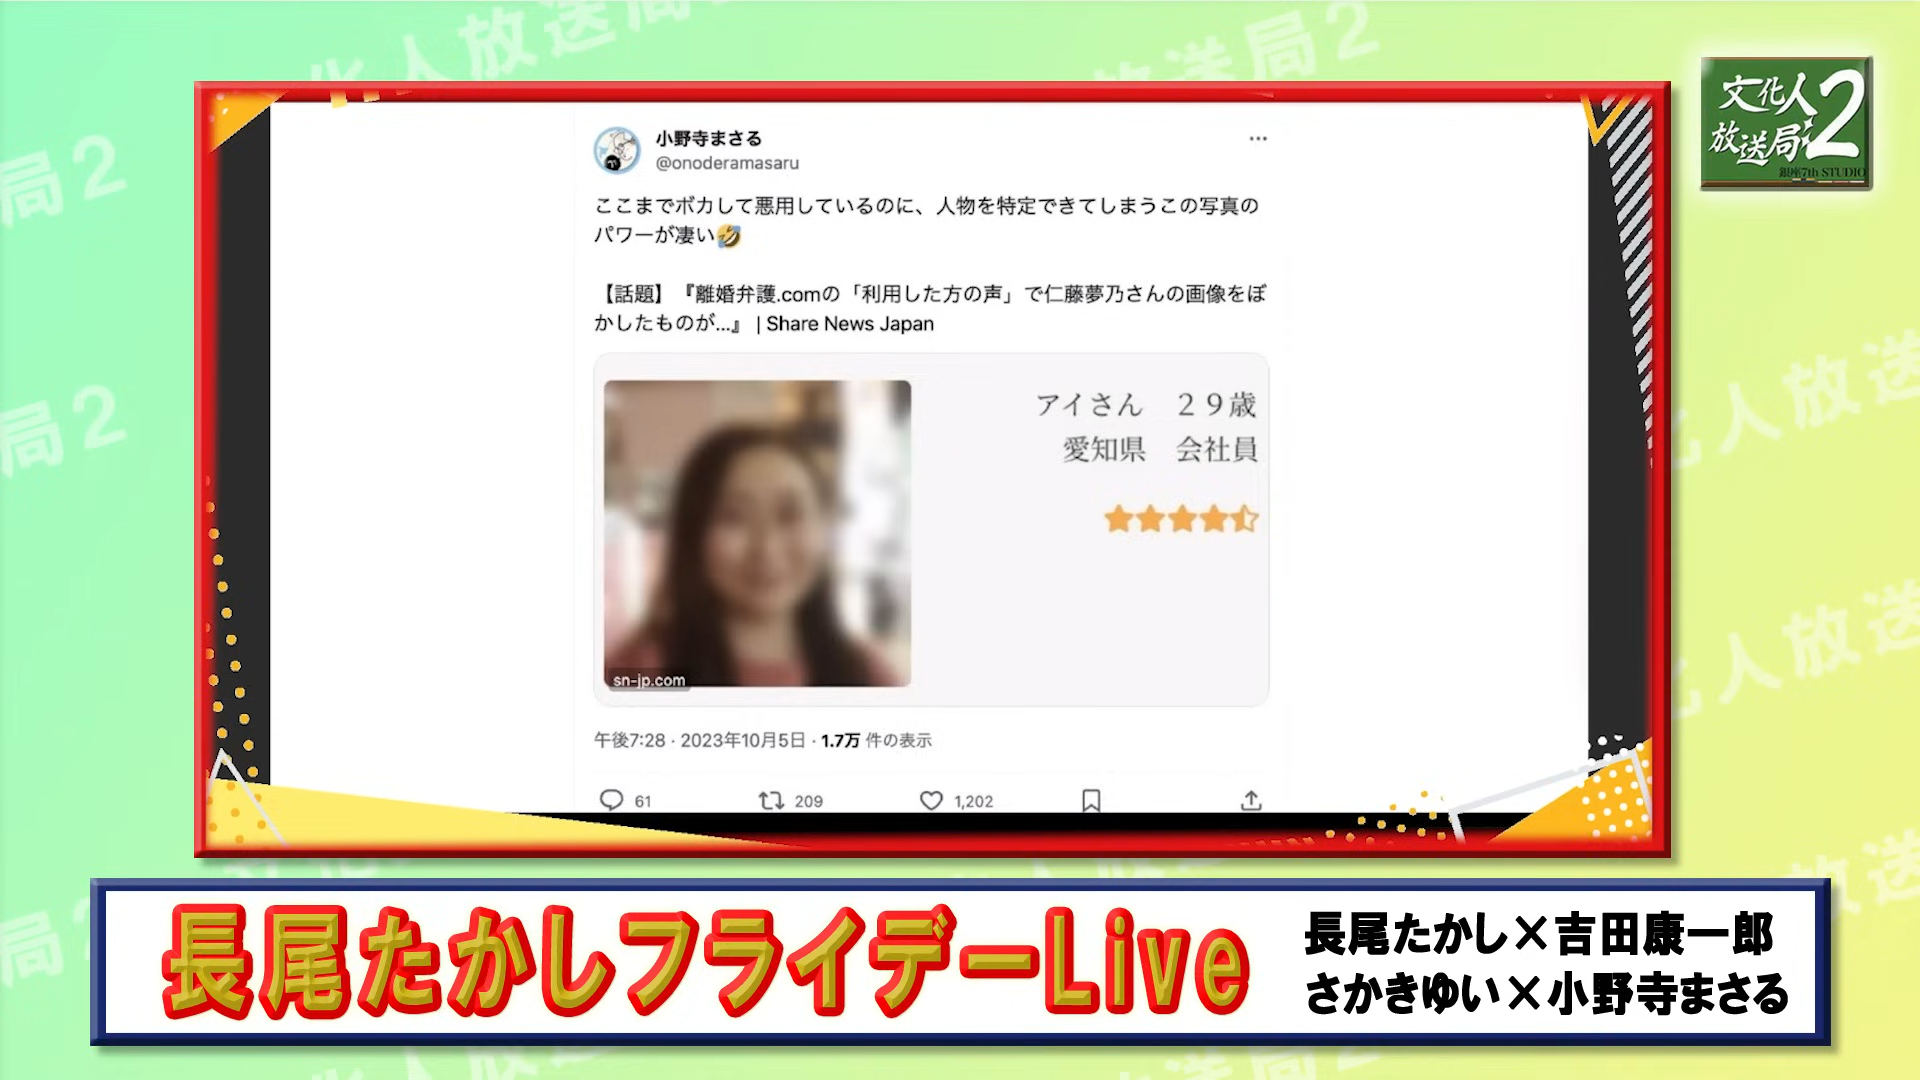 文化人
放送局2
銀座7th STUDIO
小野寺まさる
@onoderamasaru
ここまでボカして悪用しているのに、人物を特定できてしまうこの写真の
パワーが凄い🤣
【話題】『離婚弁護.comの「利用した方の声」で仁藤夢乃さんの画像をぼ
かしたものが...』 | Share News Japan
アイさん ２９歳
愛知県 会社員
sn-jp.com
午後7:28 · 2023年10月5日 · 1.7万 件の表示
61 209 1,202
長尾たかしフライデーLive
長尾たかし×吉田康一郎
さかきゆい×小野寺まさる